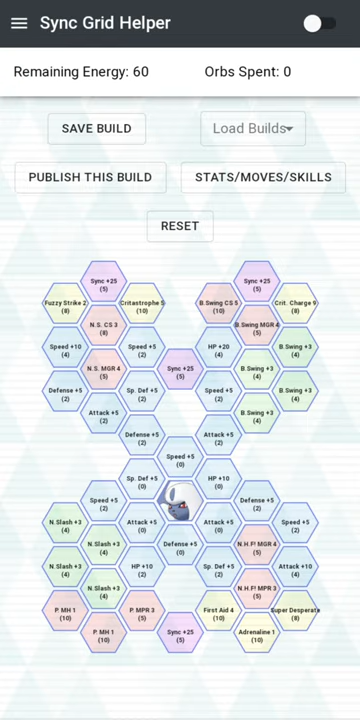 Sync Grid Helper
Remaining Energy: 60 Orbs Spent: 0
SAVE BUILD Load Builds
PUBLISH THIS BUILD STATS/MOVES/SKILLS
RESET
Sync +25 Sync +25
(5) (5)
Fuzzy Strike 2 Critastrophe 5 B.Swing CS 5 Crit. Charge 9
(8) (10) (10) (8)
N.S. CS 3 B.Swing MGR 4
(8) (5)
Speed +10 Speed +5 HP +20 B.Swing +3
(4) (2) (4) (4)
N.S. MGR 4 Sync +25 B.Swing +3
(5) (5) (4)
Defense +5 Sp. Def +5 Speed +5 B.Swing +3
(2) (2) (2) (4)
Attack +5 B.Swing +3
(2) (4)
Defense +5 Attack +5
(2) (2)
Speed +5
(0)
Sp. Def +5 HP +10
(0) (0)
Speed +5 Defense +5
(2) (2)
N.Slash +3 Attack +5 Attack +5 Speed +5
(4) (0) (0) (2)
N.Slash +3 Defense +5 N.H.F! MGR 4
(4) (0) (5)
N.Slash +3 HP +10 Sp. Def +5 Attack +10
(4) (2) (2) (4)
N.Slash +3 N.H.F! MPR 3
(4) (5)
P. MH 1 P. MPR 3 First Aid 4 Super Desperate
(10) (5) (10) (8)
P. MH 1 Sync +25 Adrenaline 1
(10) (5) (10)